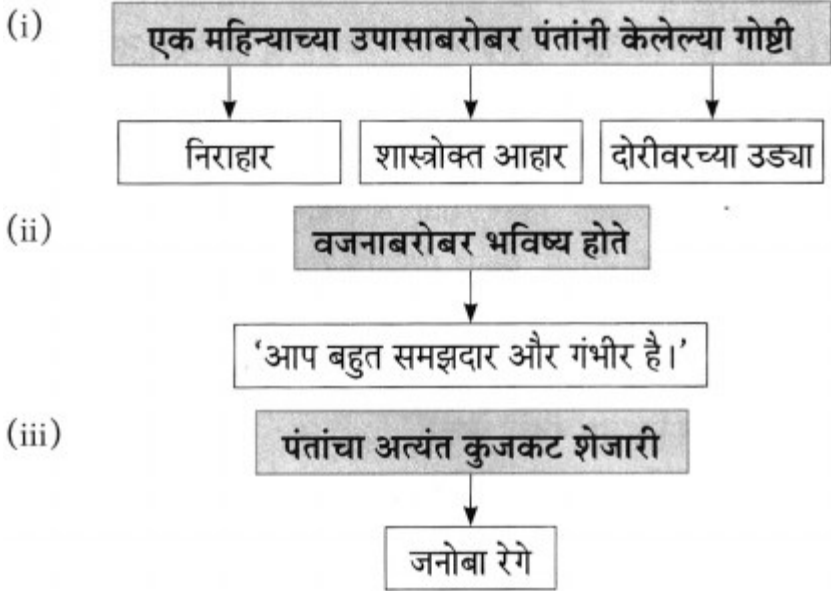 (i)
एक महिन्याच्या उपासाबरोबर पंतांनी केलेल्या गोष्टी
निराहार
शास्त्रोक्त आहार
दोरीवरच्या उड्या
(ii)
वजनाबरोबर भविष्य होते
‘आप बहुत समझदार और गंभीर है।’
(iii)
पंतांचा अत्यंत कुजकट शेजारी
जनोबा रेगे